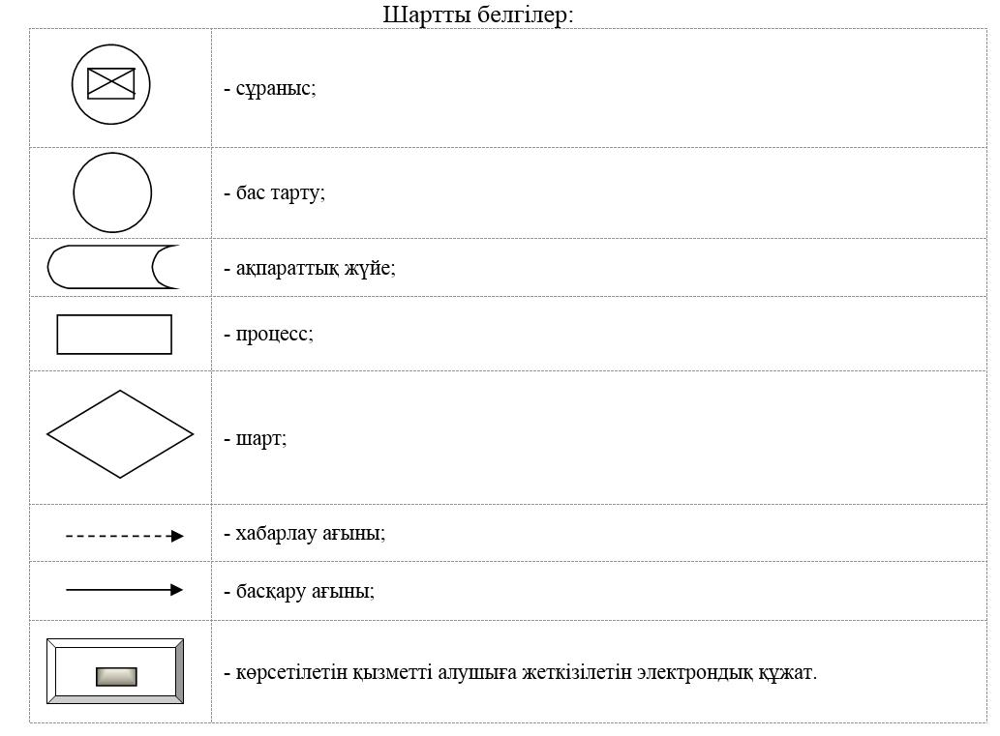 Шартты белгілер:
- сұраныс;
- бас тарту;
- ақпараттық жүйе;
- процесс;
- шарт;
- хабарлау ағыны;
- басқару ағыны;
- көрсетілетін қызметті алушыға жеткізілетін электрондық құжат.